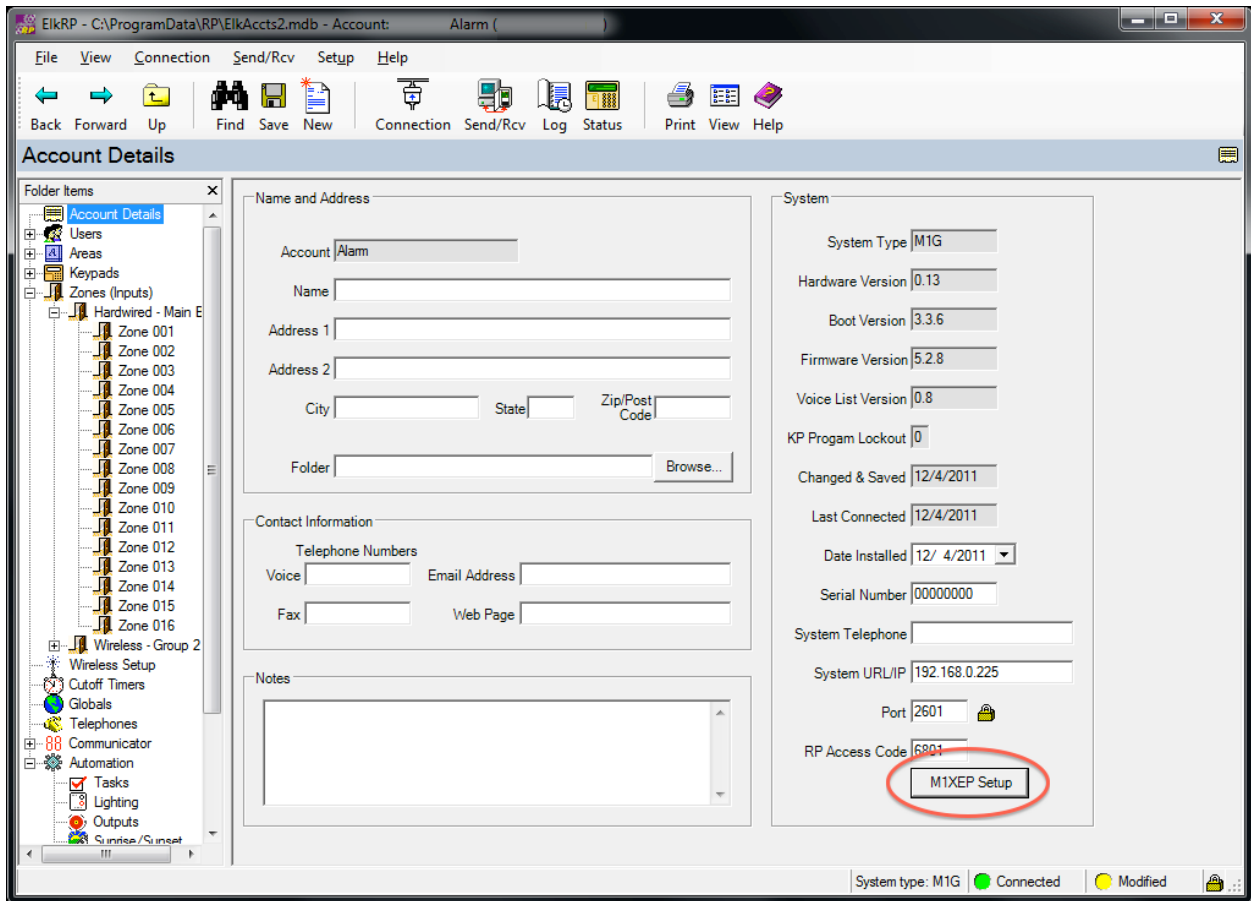 ElkRP - C:\ProgramData\RP\ElkAccts2.mdb - Account: Alarm ( )
File View Connection Send/Rcv Setup Help
Back Forward Up Find Save New Connection Send/Rcv Log Status Print View Help
Account Details
Folder Items
Account Details
Users
Areas
Keypads
Zones (Inputs)
Hardwired - Main E
Zone 001
Zone 002
Zone 003
Zone 004
Zone 005
Zone 006
Zone 007
Zone 008
Zone 009
Zone 010
Zone 011
Zone 012
Zone 013
Zone 014
Zone 015
Zone 016
Wireless - Group 2
Wireless Setup
Cutoff Timers
Globals
Telephones
88 Communicator
Automation
Tasks
Lighting
Outputs
Sunrise/Sunset
Name and Address
Account Alarm
Name
Address 1
Address 2
City State Zip/Post Code
Folder Browse...
Contact Information
Telephone Numbers
Voice Email Address
Fax Web Page
Notes
System
System Type M1G
Hardware Version 0.13
Boot Version 3.3.6
Firmware Version 5.2.8
Voice List Version 0.8
KP Progam Lockout 0
Changed & Saved 12/4/2011
Last Connected 12/4/2011
Date Installed 12/ 4/2011
Serial Number 00000000
System Telephone
System URL/IP 192.168.0.225
Port 2601
RP Access Code 6801
M1XEP Setup
System type: M1G Connected Modified